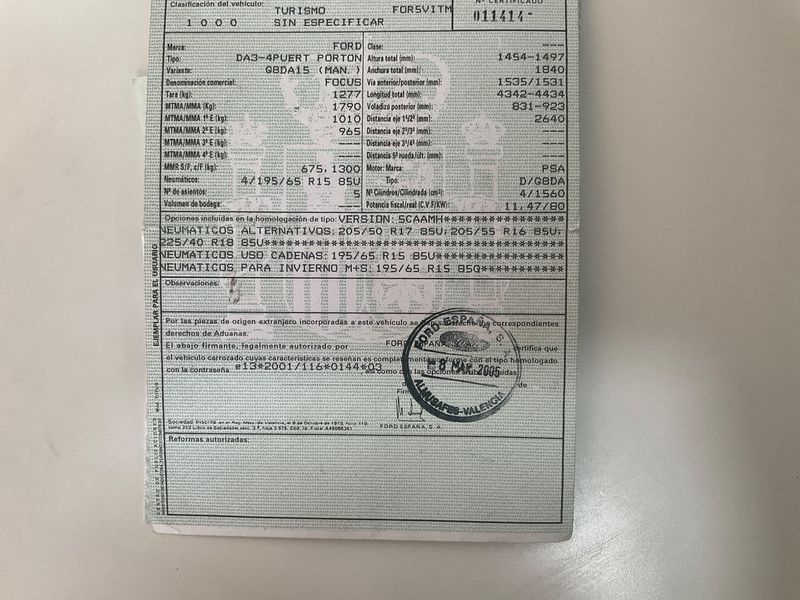 Clasificación del vehículo: TURISMO FOR5VITM Nº CERTIFICADO
1000 SIN ESPECIFICAR 011414-
Marca: FORD Clase: ---
Tipo: DA3-4PUERT PORTON Altura total (mm): 1454-1497
Variante: G8DA15 (MAN.) Anchura total (mm): 1840
Denominación comercial: FOCUS Vía anterior/posterior (mm): 1535/1531
Tara (kg): 1277 Longitud total (mm): 4342-4434
MTMA/MMA (Kg): 1790 Voladizo posterior (mm): 831-923
MTMA/MMA 1º E (kg): 1010 Distancia eje 1º/2º (mm): 2640
MTMA/MMA 2º E (kg): 965 Distancia eje 2º/3º (mm): ---
MTMA/MMA 3º E (kg): --- Distancia eje 3º/4º (mm): ---
MTMA/MMA 4º E (kg): --- Distancia 5ª rueda/últ. (mm): ---
MMR S/F, c/F (kg): 675,1300 Motor: Marca: PSA
Neumáticos: 4/195/65 R15 85U Tipo: D/G8DA
Nº de asientos: 5 Nº Cilindros/Cilindrada (cm³): 4/1560
Volumen de bodega: --- Potencia fiscal/real (C.V.F/KW): 11,47/80
Opciones incluidas en la homologación de tipo: VERSION: 5CAAMH
NEUMATICOS ALTERNATIVOS: 205/50 R17 85U; 205/55 R16 85U;
225/40 R18 85U
NEUMATICOS USO CADENAS: 195/65 R15 85U
NEUMATICOS PARA INVIERNO M+S: 195/65 R15 85Q
Observaciones:
Por las piezas de origen extranjero incorporadas a este vehículo se correspondientes
derechos de Aduanas.
El abajo firmante, legalmente autorizado por FORD ESPAÑA certifica que
el vehículo carrozado cuyas características se reseñan es completamente conforme con el tipo homologado
con la contraseña e13*2001/116*0144*03 así como las opciones
de
FORD ESPAÑA S.
8 MAR. 2005
ALMUSAFES-VALENCIA
FORD ESPAÑA, S. A.
Reformas autorizadas:
EJEMPLAR PARA EL USUARIO